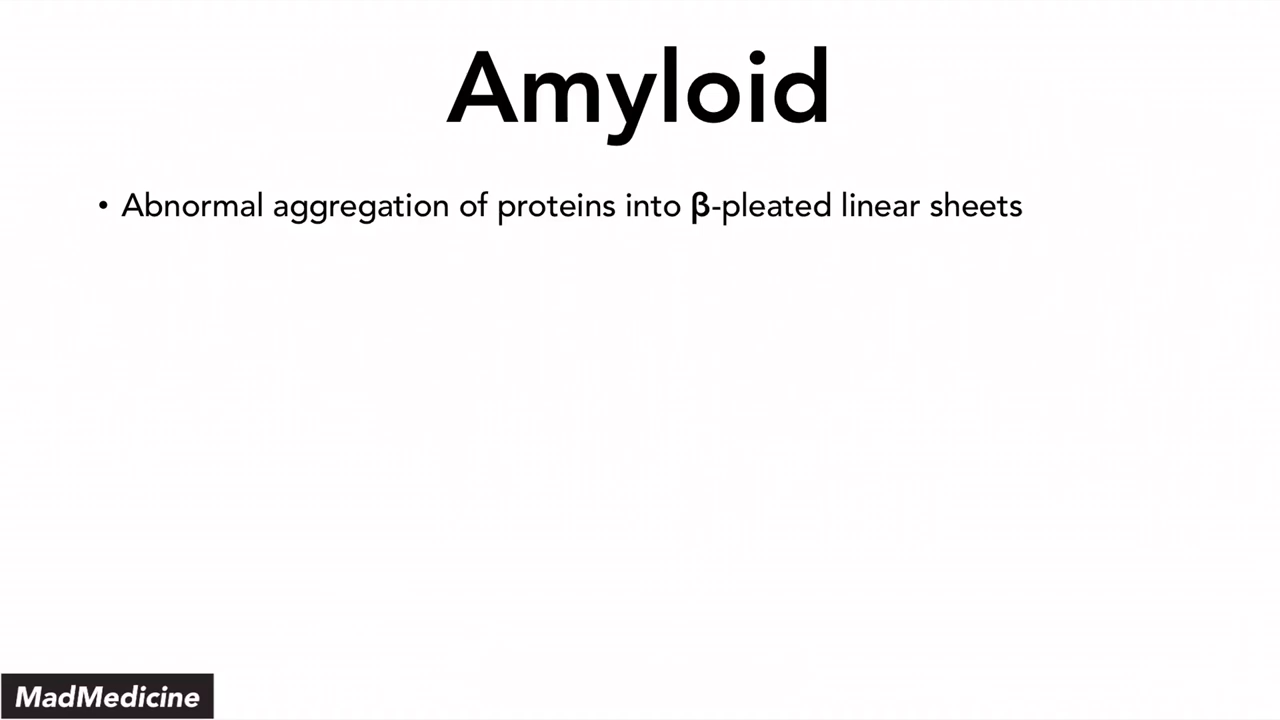 Amyloid
• Abnormal aggregation of proteins into β-pleated linear sheets
MadMedicine